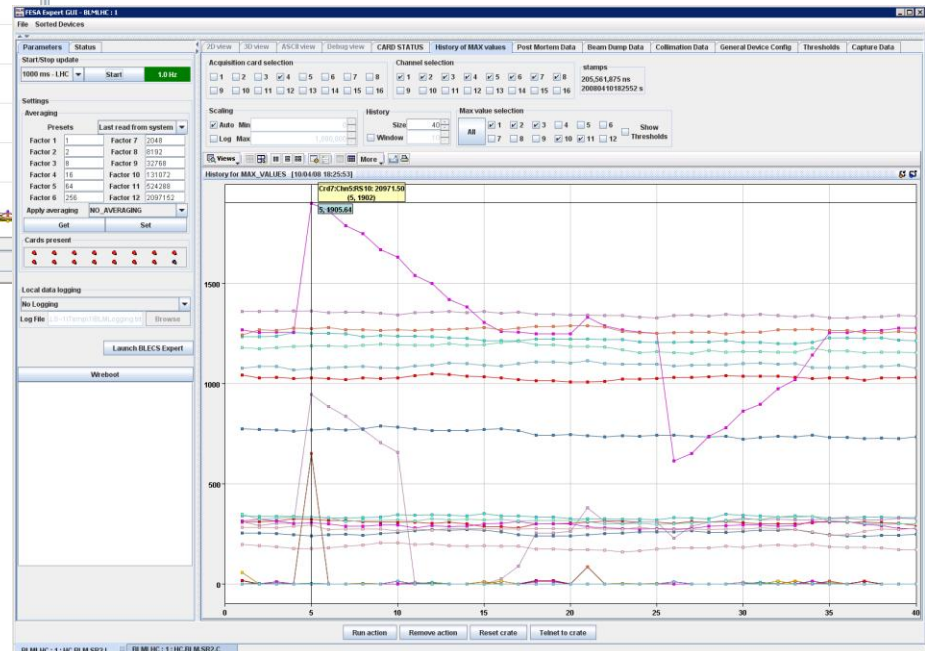 FESA Expert GUI - BLMLHC : 1
File Sorted Devices
Parameters Status
2D view 3D view ASCII view Debug view CARD STATUS History of MAX values Post Mortem Data Beam Dump Data Collimation Data General Device Config Thresholds Capture Data
Start/Stop update
1000 ms - LHC Start 1.0 Hz
Acquisition card selection
1 2 3 4 5 6 7 8
9 10 11 12 13 14 15 16
Channel selection
1 2 3 4 5 6 7 8
9 10 11 12 13 14 15 16
stamps
205,561,875 ns
20080410182552 s
Settings
Averaging
Presets Last read from system
Factor 1 1 Factor 7 2048
Factor 2 2 Factor 8 8192
Factor 3 8 Factor 9 32768
Factor 4 16 Factor 10 131072
Factor 5 64 Factor 11 524288
Factor 6 256 Factor 12 2097152
Apply averaging NO_AVERAGING
Get Set
Cards present
Local data logging
No Logging
Log File Browse
Launch BLECS Expert
Wreboot
Scaling
Auto Min
Log Max
History
Size 40
Window
Max value selection
All 1 2 3 4 5 6
7 8 9 10 11 12
Show Thresholds
Views More
History for MAX_VALUES [10/04/08 18:25:53]
Crd7:Chn5:RS10: 20971.50
(5, 1902)
5, 1905.64
1500
1000
500
0
0 5 10 15 20 25 30 35 40
Run action Remove action Reset crate Telnet to crate